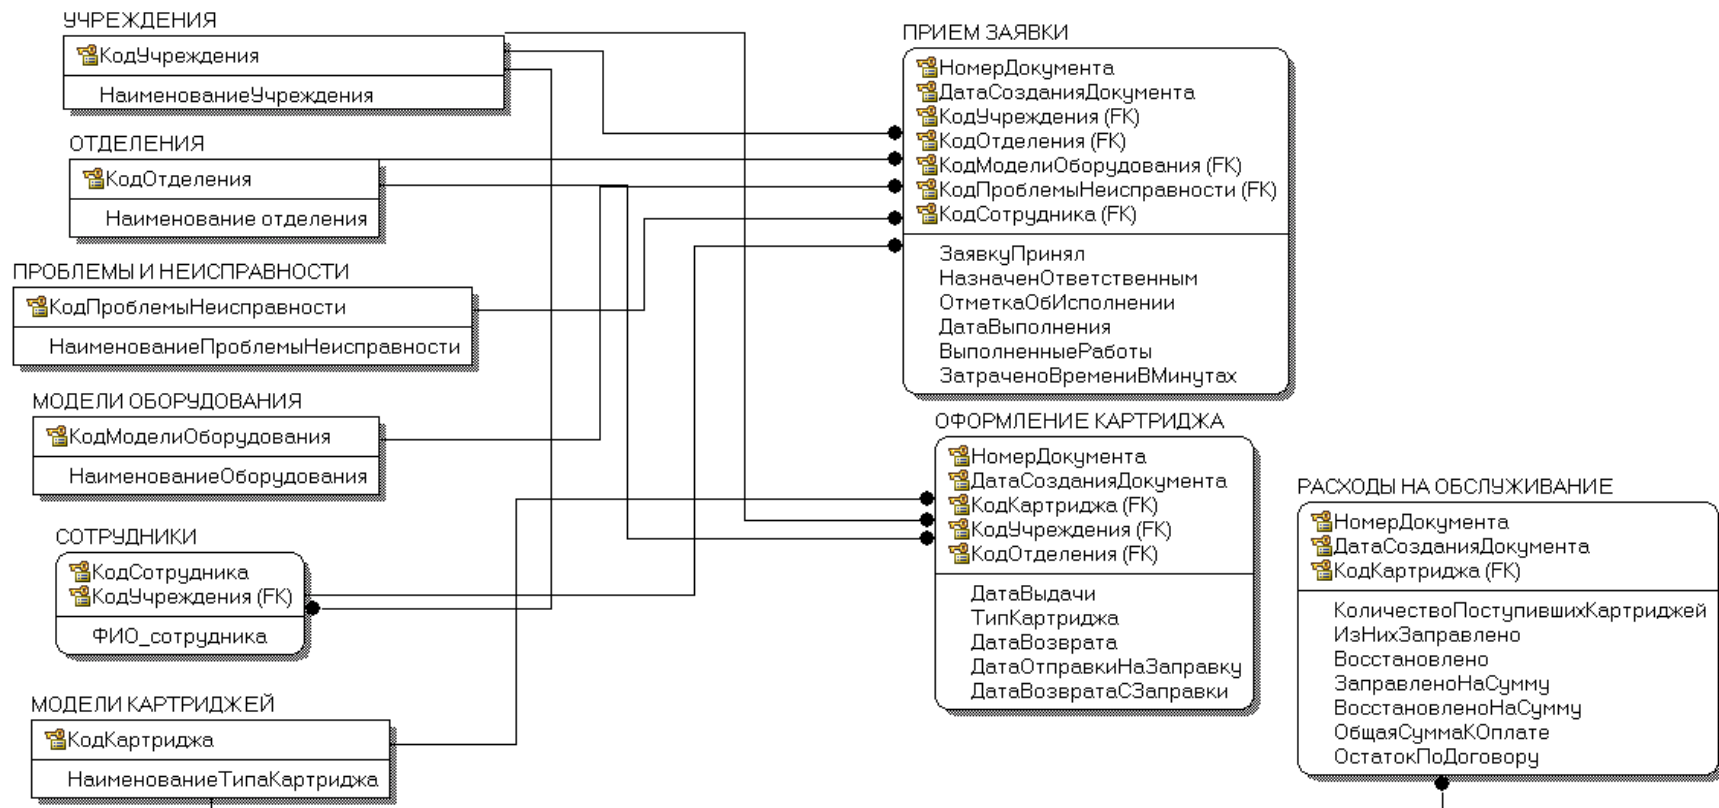 УЧРЕЖДЕНИЯ
КодУчреждения
НаименованиеУчреждения
ОТДЕЛЕНИЯ
КодОтделения
Наименование отделения
ПРОБЛЕМЫ И НЕИСПРАВНОСТИ
КодПроблемыНеисправности
НаименованиеПроблемыНеисправности
МОДЕЛИ ОБОРУДОВАНИЯ
КодМоделиОборудования
НаименованиеОборудования
СОТРУДНИКИ
КодСотрудника
КодУчреждения (FK)
ФИО_сотрудника
МОДЕЛИ КАРТРИДЖЕЙ
КодКартриджа
НаименованиеТипаКартриджа
ПРИЕМ ЗАЯВКИ
НомерДокумента
ДатаСозданияДокумента
КодУчреждения (FK)
КодОтделения (FK)
КодМоделиОборудования (FK)
КодПроблемыНеисправности (FK)
КодСотрудника (FK)
ЗаявкуПринял
НазначенОтветственным
ОтметкаОбИсполнении
ДатаВыполнения
ВыполненныеРаботы
ЗатраченоВремениВМинутах
ОФОРМЛЕНИЕ КАРТРИДЖА
НомерДокумента
ДатаСозданияДокумента
КодКартриджа (FK)
КодУчреждения (FK)
КодОтделения (FK)
ДатаВыдачи
ТипКартриджа
ДатаВозврата
ДатаОтправкиНаЗаправку
ДатаВозвратаСЗаправки
РАСХОДЫ НА ОБСЛУЖИВАНИЕ
НомерДокумента
ДатаСозданияДокумента
КодКартриджа (FK)
КоличествоПоступившихКартриджей
ИзНихЗаправлено
Восстановлено
ЗаправленоНаСумму
ВосстановленоНаСумму
ОбщаяСуммаКОплате
ОстатокПоДоговору